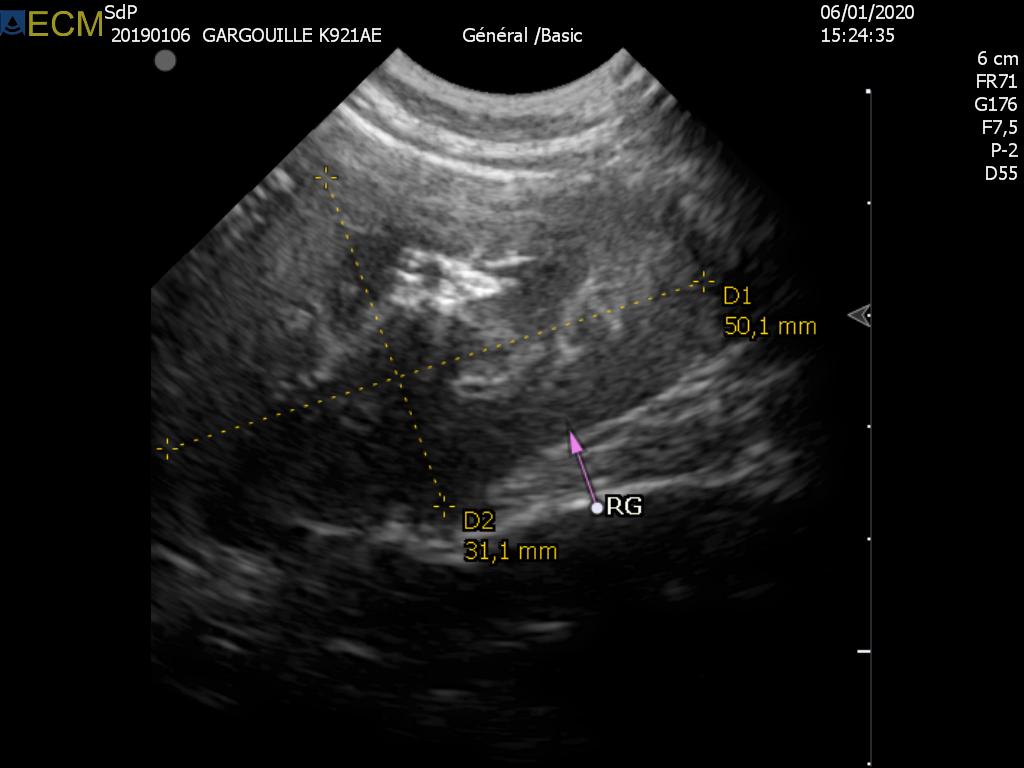 ECM SdP
20190106 GARGOUILLE K921AE
Général /Basic
06/01/2020
15:24:35
6 cm
FR71
G176
F7,5
P-2
D55
D1
50,1 mm
RG
D2
31,1 mm